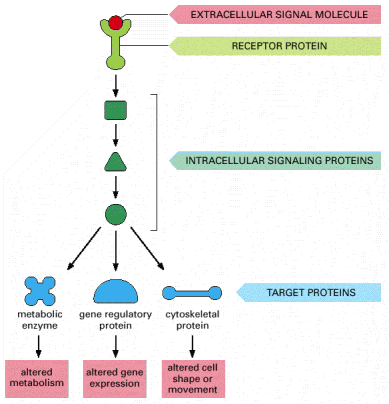 EXTRACELLULAR SIGNAL MOLECULE
RECEPTOR PROTEIN
INTRACELLULAR SIGNALING PROTEINS
TARGET PROTEINS
metabolic
enzyme
gene regulatory
protein
cytoskeletal
protein
altered
metabolism
altered gene
expression
altered cell
shape or
movement